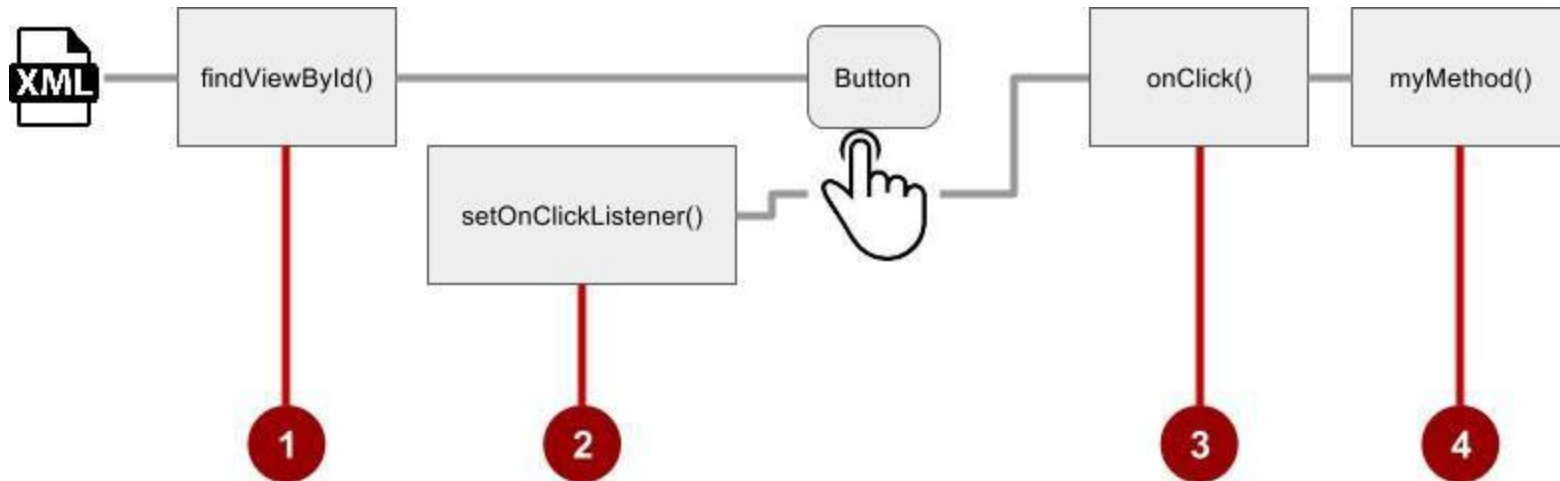 XML
findViewById()
Button
onClick()
myMethod()
setOnClickListener()
1
2
3
4